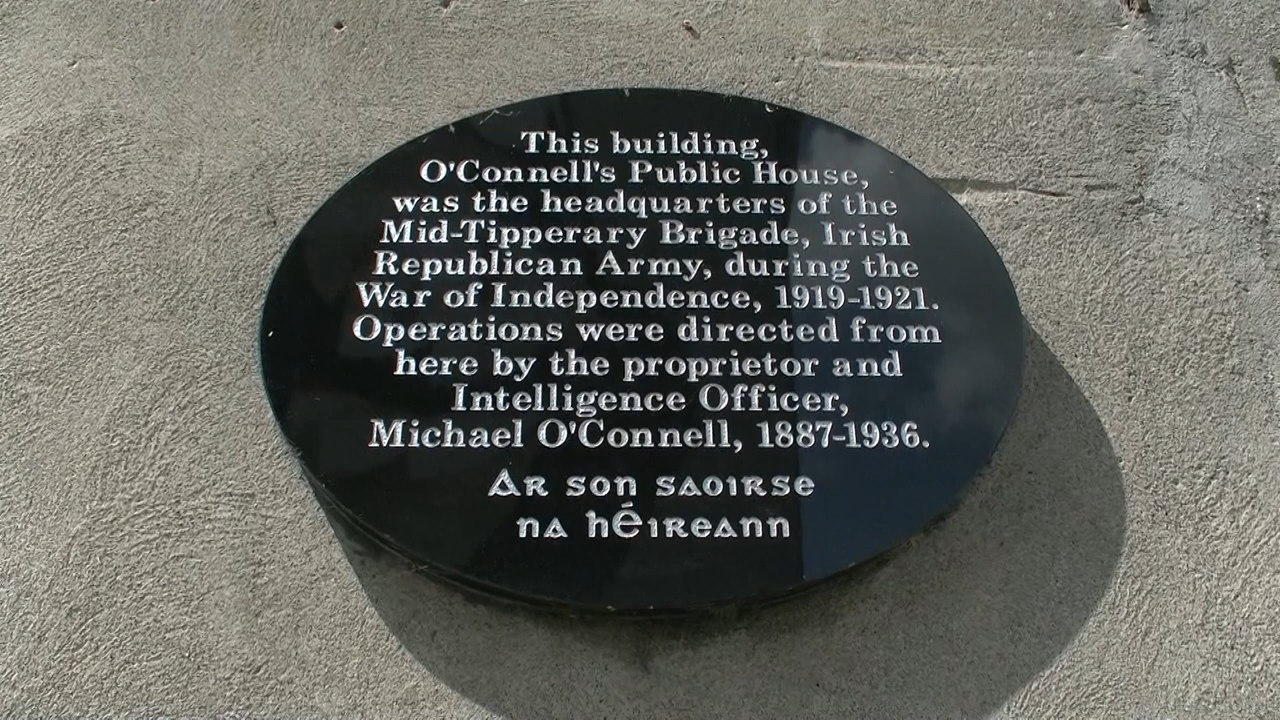 This building,
O'Connell's Public House,
was the headquarters of the
Mid-Tipperary Brigade, Irish
Republican Army, during the
War of Independence, 1919-1921.
Operations were directed from
here by the proprietor and
Intelligence Officer,
Michael O'Connell, 1887-1936.
Ar son saoirse
na hÉireann